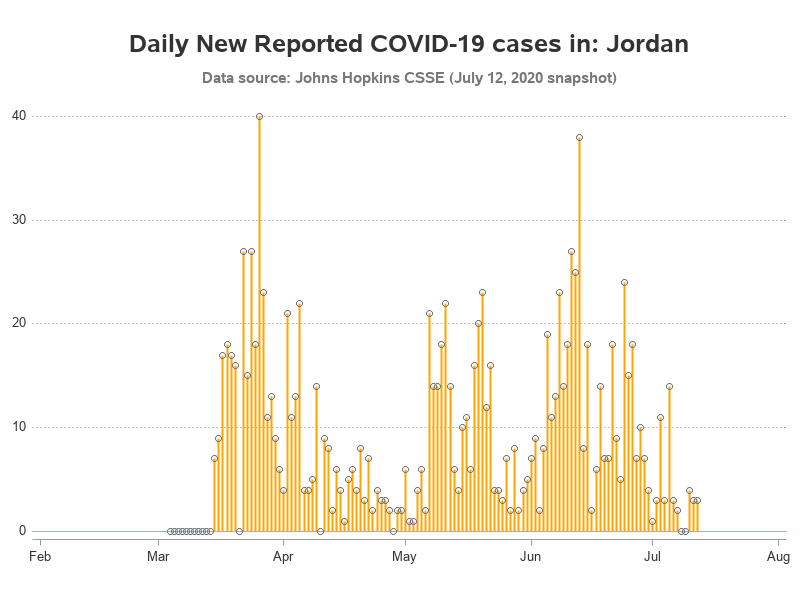 Daily New Reported COVID-19 cases in: Jordan
Data source: Johns Hopkins CSSE (July 12, 2020 snapshot)
40
30
20
10
0
Feb Mar Apr May Jun Jul Aug